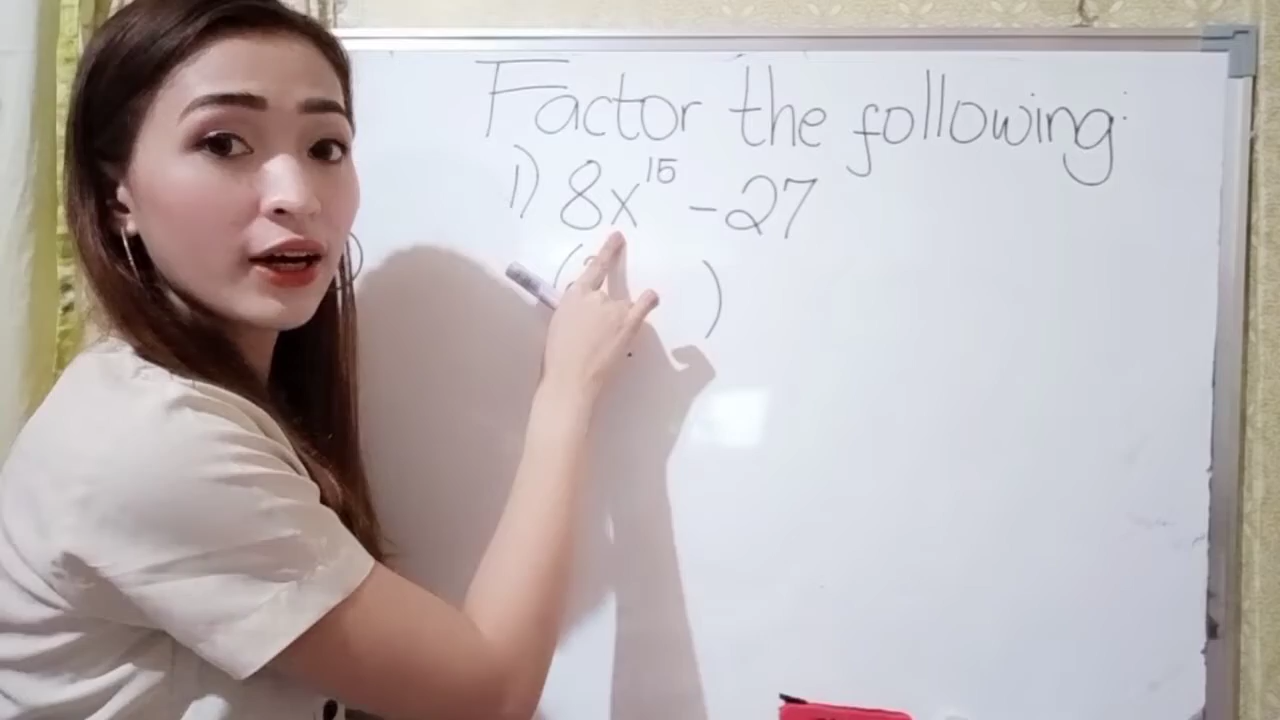 Factor the following:
1) 8x¹⁵ - 27
( )